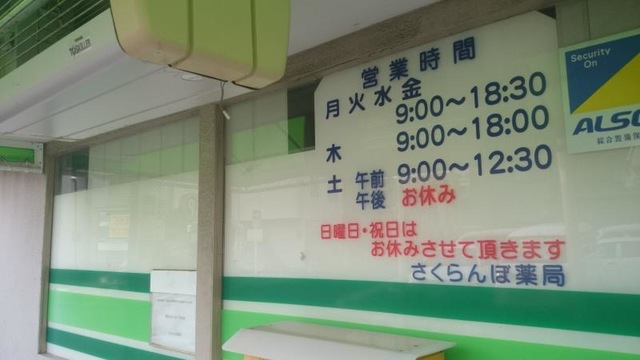 営業時間
月火水金 9:00〜18:30
木 9:00〜18:00
土 午前 9:00〜12:30
午後 お休み
日曜日・祝日は
お休みさせて頂きます
さくらんぼ薬局
Security
On
ALSO